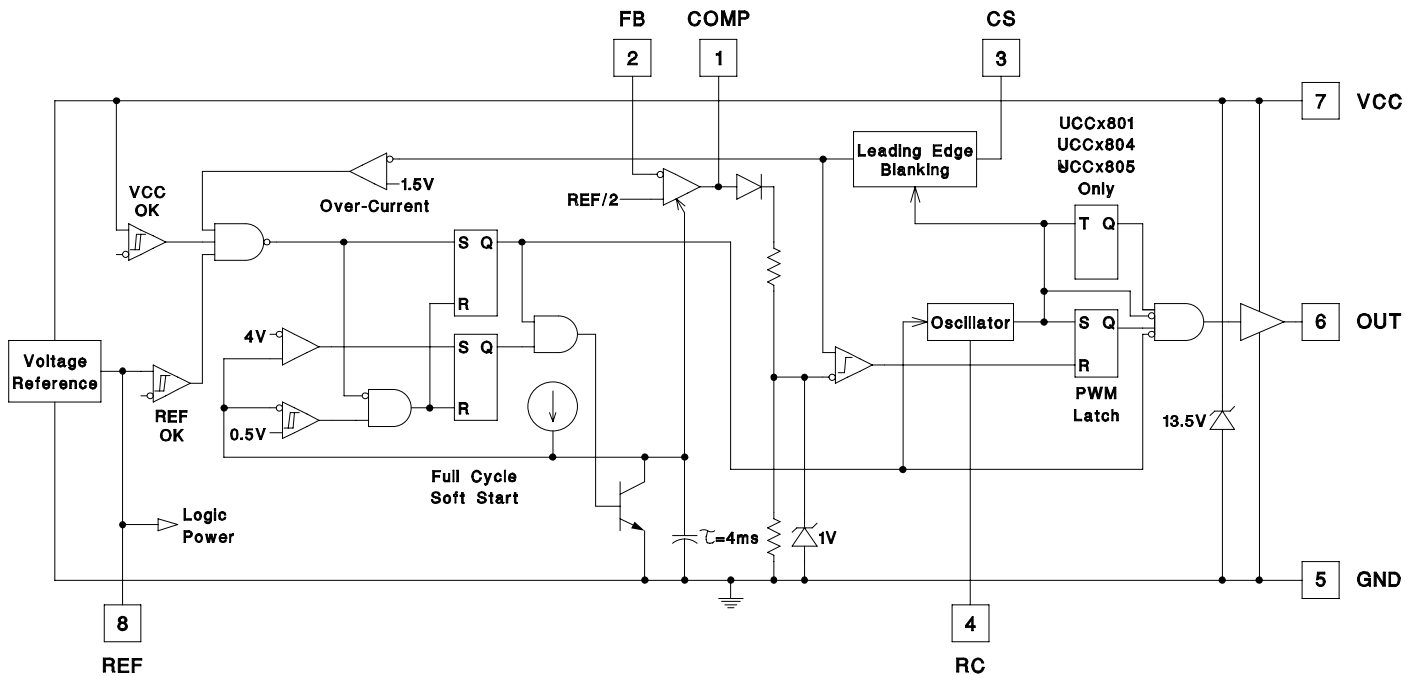 FB COMP CS
2 1 3
7 VCC
UCCx801
UCCx804
UCCx805
Only
Leading Edge
Blanking
1.5V
Over-Current
REF/2
VCC
OK
T Q
S Q
R
4V
S Q
R
Oscillator
S Q
R
PWM
Latch
6 OUT
Voltage
Reference
REF
OK
0.5V
13.5V
Full Cycle
Soft Start
Logic
Power
τ=4ms
1V
5 GND
8
REF
4
RC